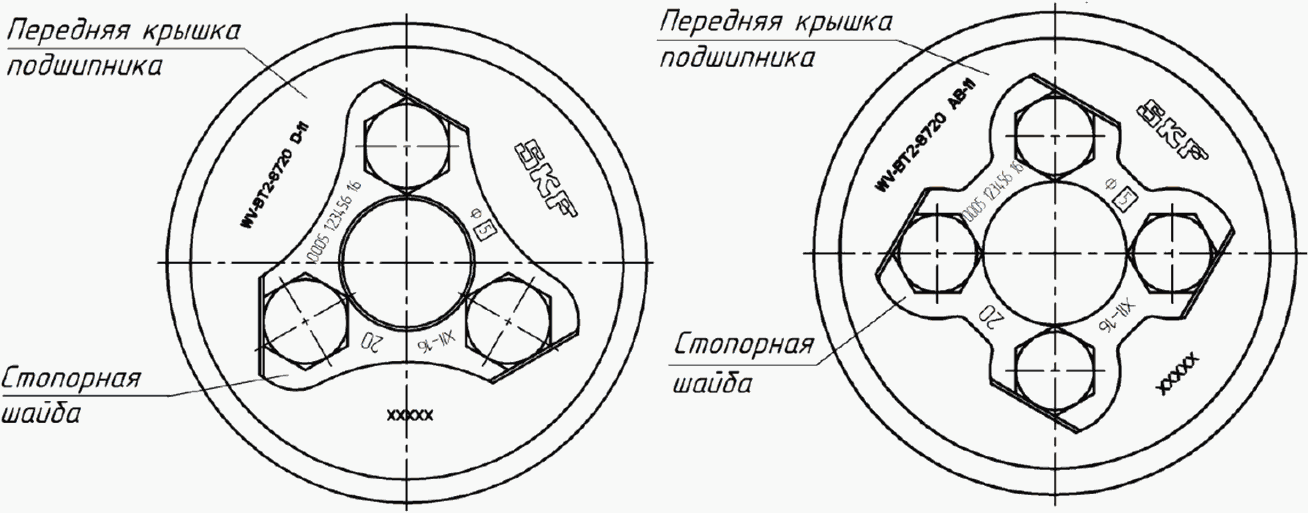 Передняя крышка
подшипника
WV-BT2-8720 D-11
SKF
0005 123456 16
Ф 5
20
XII-16
XXXXX
Стопорная
шайба
Передняя крышка
подшипника
WV-BT2-8720 AB-11
SKF
0005 123456 16
Ф 5
20
XII-16
XXXXX
Стопорная
шайба